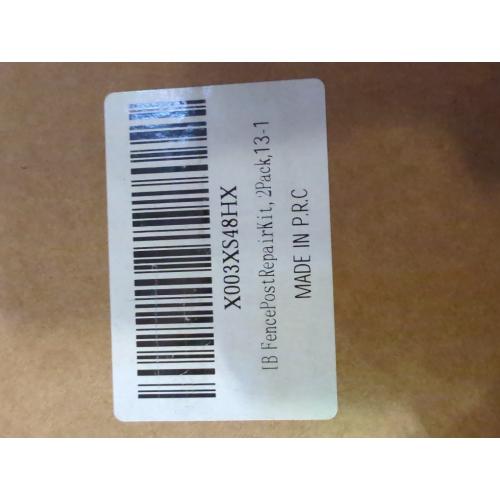 X003XS48HX
IB FencePostRepairKit, 2Pack,13-1
MADE IN P.R.C